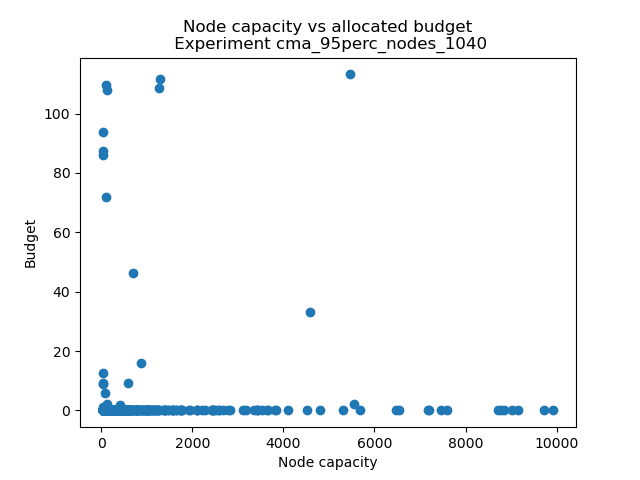 Node capacity vs allocated budget
Experiment cma_95perc_nodes_1040
100
80
60
40
20
0
Budget
0 2000 4000 6000 8000 10000
Node capacity